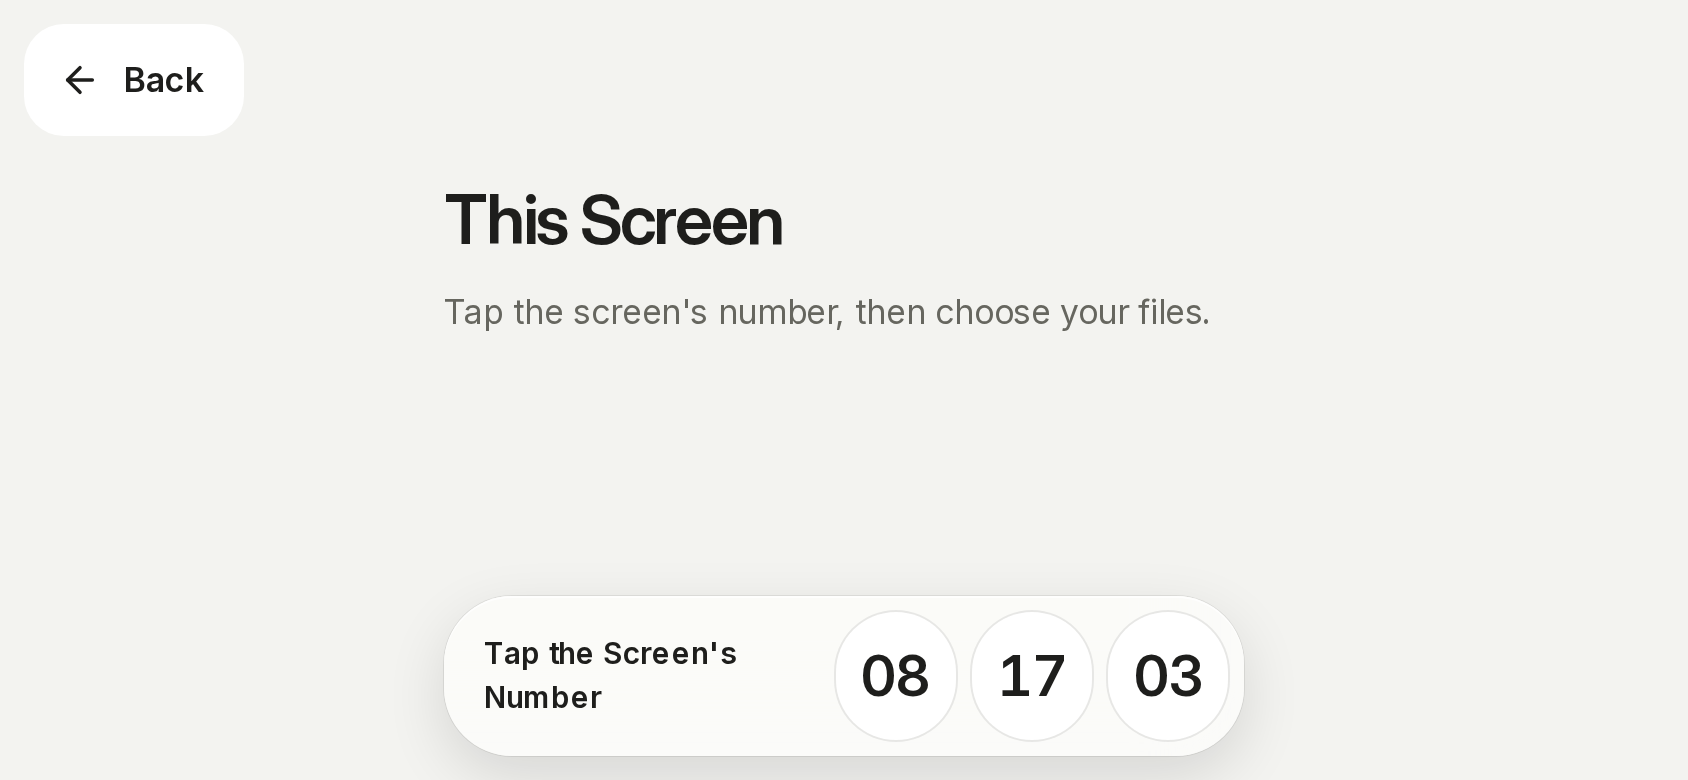 Back
This Screen
Tap the screen's number, then choose your files.
Tap the Screen's
Number
08 17 03